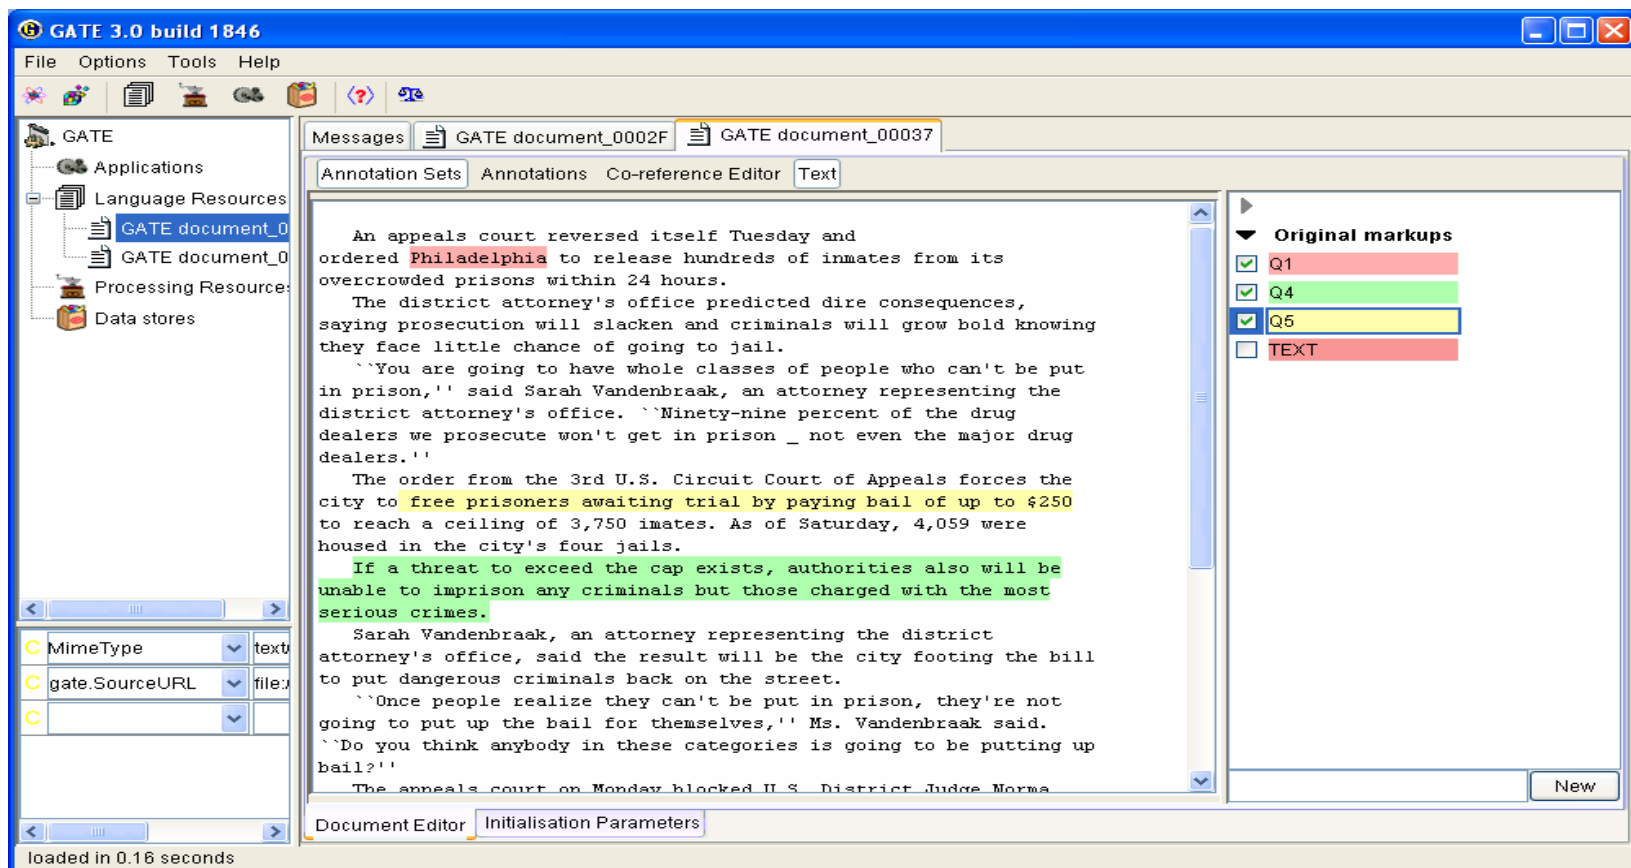 GATE 3.0 build 1846
File Options Tools Help
GATE
Applications
Language Resources
GATE document_0
GATE document_0
Processing Resource
Data stores
MimeType text/
gate.SourceURL file:/
C
C
C
Messages GATE document_0002F GATE document_00037
Annotation Sets Annotations Co-reference Editor Text
An appeals court reversed itself Tuesday and
ordered Philadelphia to release hundreds of inmates from its
overcrowded prisons within 24 hours.
The district attorney's office predicted dire consequences,
saying prosecution will slacken and criminals will grow bold knowing
they face little chance of going to jail.
``You are going to have whole classes of people who can't be put
in prison,'' said Sarah Vandenbraak, an attorney representing the
district attorney's office. ``Ninety-nine percent of the drug
dealers we prosecute won't get in prison _ not even the major drug
dealers.''
The order from the 3rd U.S. Circuit Court of Appeals forces the
city to free prisoners awaiting trial by paying bail of up to $250
to reach a ceiling of 3,750 imates. As of Saturday, 4,059 were
housed in the city's four jails.
If a threat to exceed the cap exists, authorities also will be
unable to imprison any criminals but those charged with the most
serious crimes.
Sarah Vandenbraak, an attorney representing the district
attorney's office, said the result will be the city footing the bill
to put dangerous criminals back on the street.
``Once people realize they can't be put in prison, they're not
going to put up the bail for themselves,'' Ms. Vandenbraak said.
``Do you think anybody in these categories is going to be putting up
bail?''
The appeals court on Monday blocked U.S. District Judge Norma
Original markups
Q1
Q4
Q5
TEXT
New
Document Editor Initialisation Parameters
loaded in 0.16 seconds